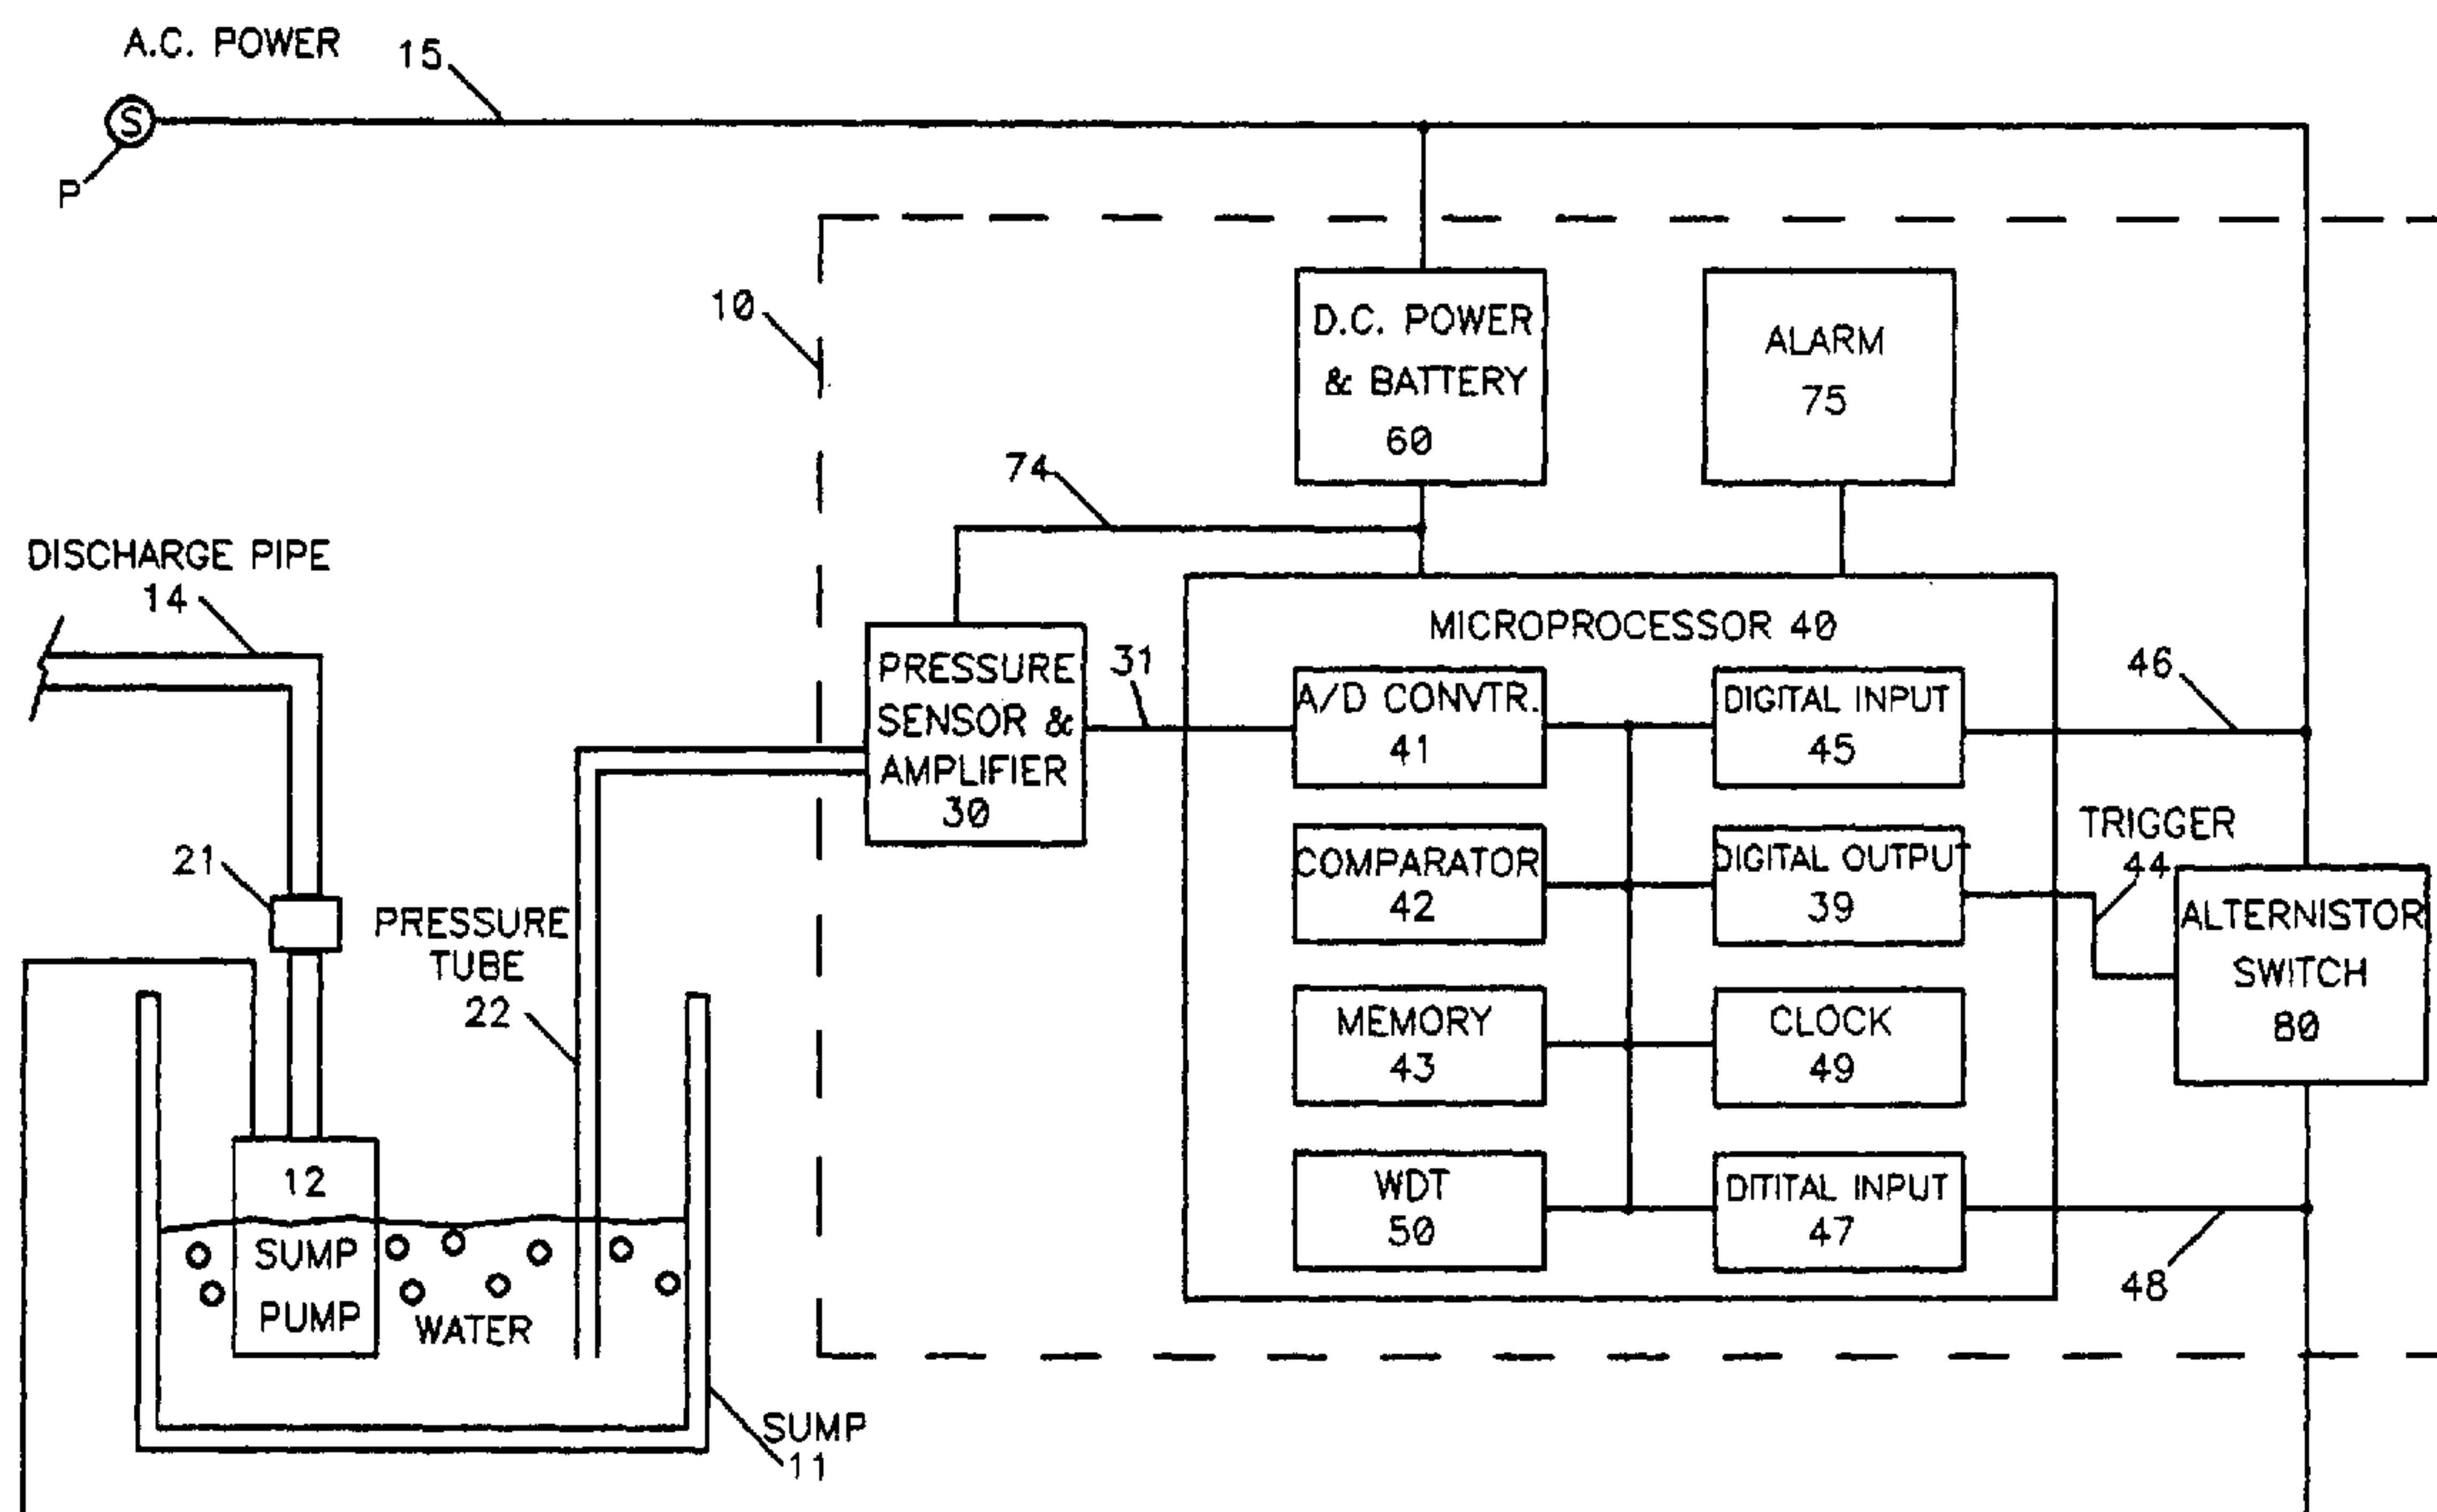 A.C. POWER
15
S
P
10
D.C. POWER
& BATTERY
60
ALARM
75
74
DISCHARGE PIPE
14
MICROPROCESSOR 40
PRESSURE
SENSOR &
AMPLIFIER
30
31
A/D CONVTR.
41
DIGITAL INPUT
45
46
COMPARATOR
42
DIGITAL OUTPUT
39
TRIGGER
44
ALTERNISTOR
SWITCH
80
21
PRESSURE
TUBE
22
MEMORY
43
CLOCK
49
WDT
50
DITITAL INPUT
47
48
12
SUMP
PUMP
WATER
SUMP
11